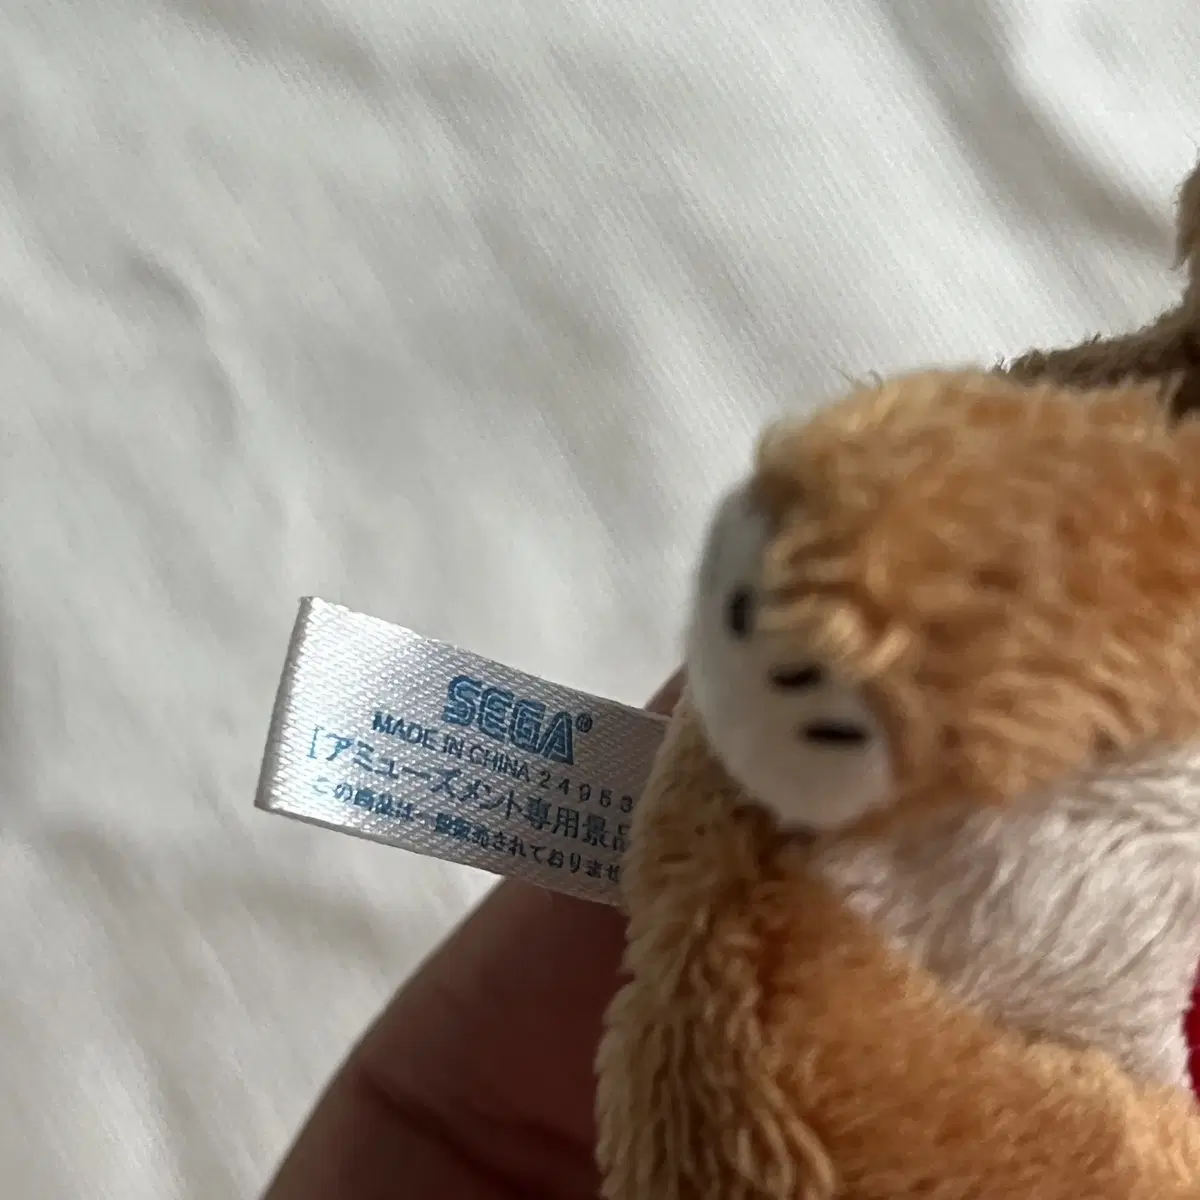 SEGA®
MADE IN CHINA 24953
[アミューズメント専用景品
この商品は一般販売されておりませ